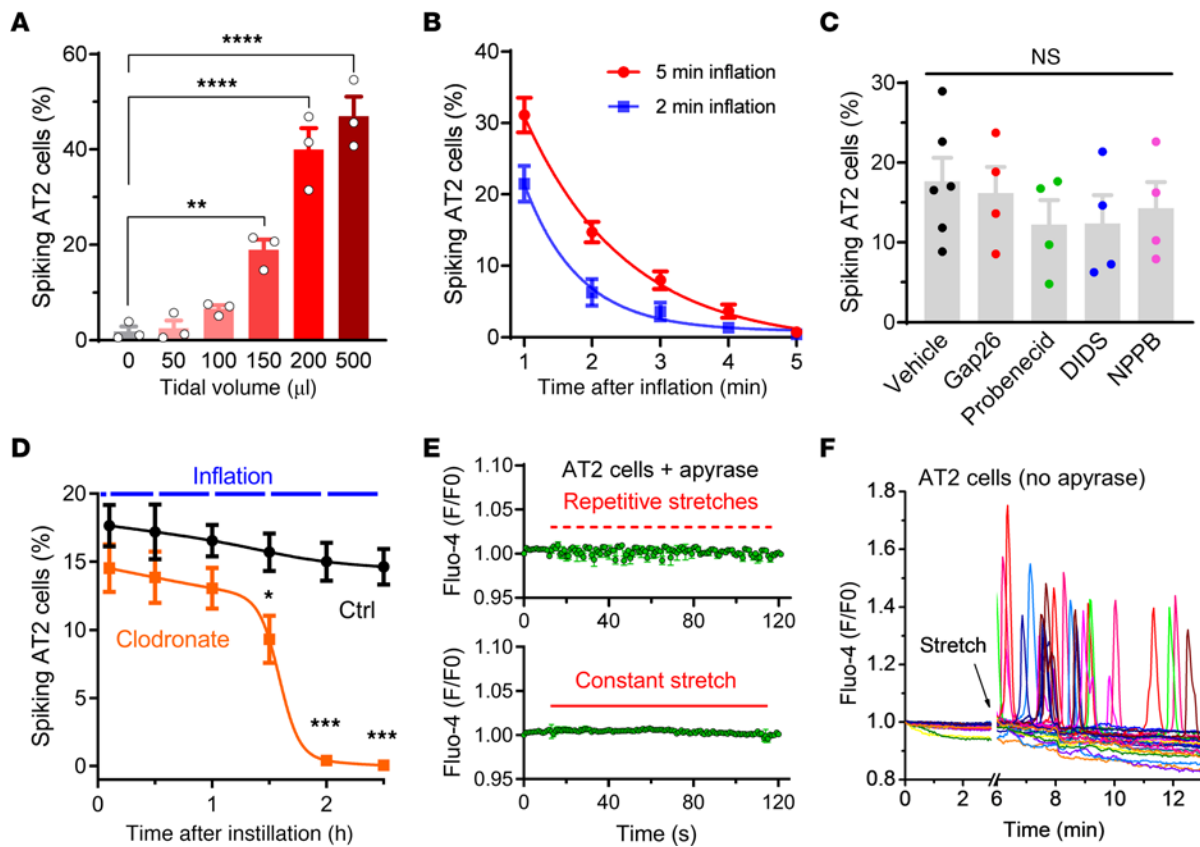 A
****
****
**
Spiking AT2 cells (%)
60
40
20
0
0 50 100 150 200 500
Tidal volume (μl)
B
5 min inflation
2 min inflation
Spiking AT2 cells (%)
40
30
20
10
0
1 2 3 4 5
Time after inflation (min)
C
NS
Spiking AT2 cells (%)
30
20
10
0
Vehicle
Gap26
Probenecid
DIDS
NPPB
D
Inflation
Spiking AT2 cells (%)
20
15
10
5
0
Ctrl
Clodronate
*
***
***
0 1 2
Time after instillation (h)
E
AT2 cells + apyrase
Repetitive stretches
Fluo-4 (F/F0)
1.10
1.05
1.00
0.95
0 40 80 120
Constant stretch
Fluo-4 (F/F0)
1.10
1.05
1.00
0.95
0 40 80 120
Time (s)
F
AT2 cells (no apyrase)
Stretch
Fluo-4 (F/F0)
1.8
1.6
1.4
1.2
1.0
0.8
0 2 6 8 10 12
Time (min)